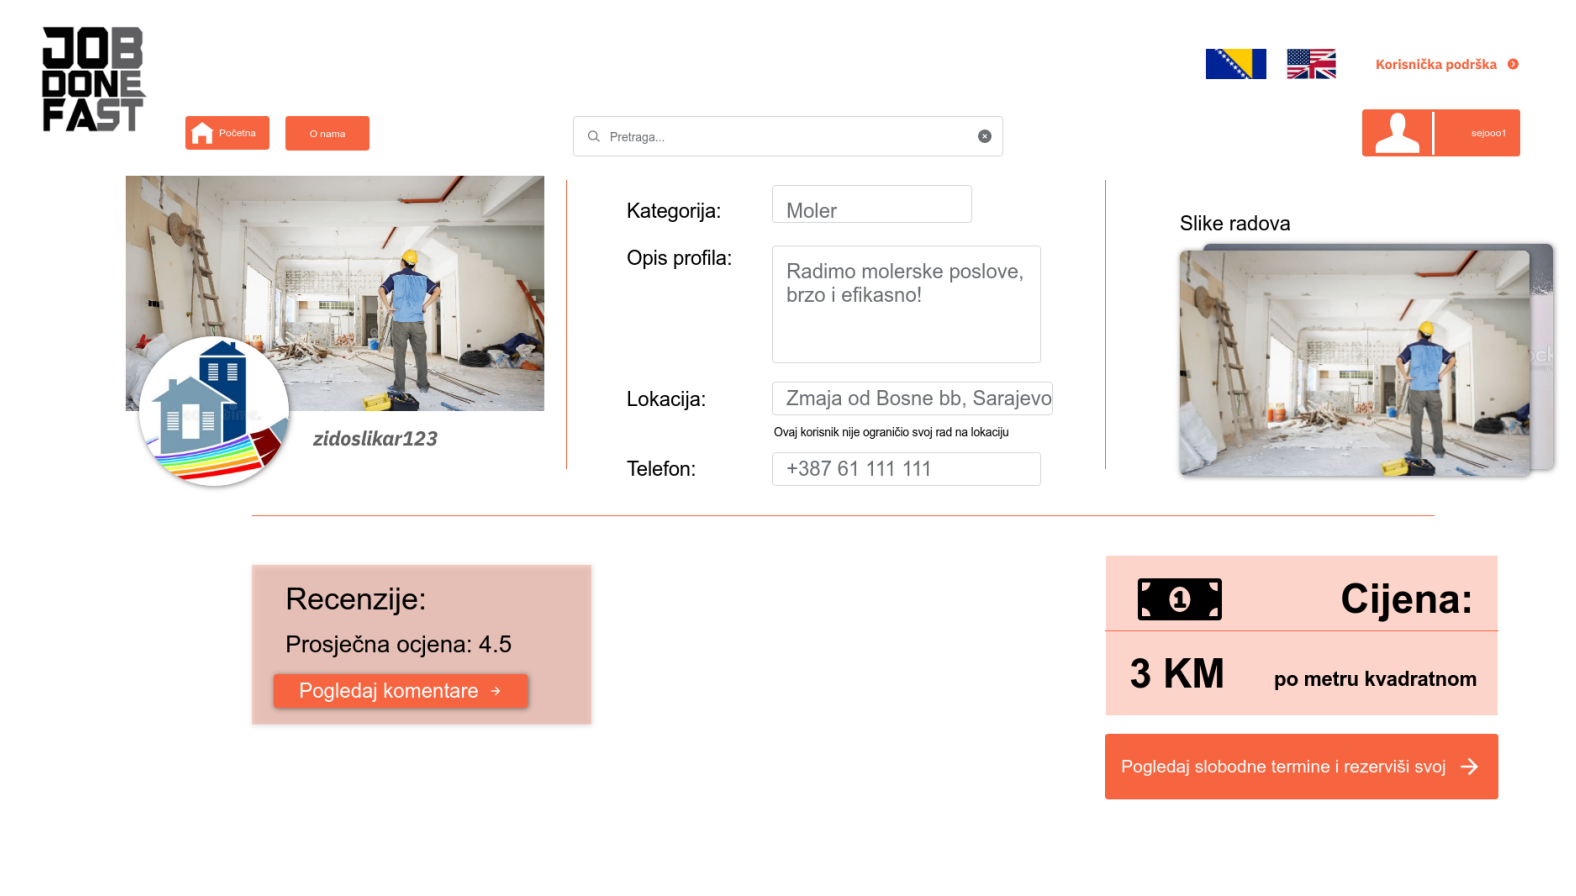 JOB
DONE
FAST
Korisnička podrška
Početna
O nama
Pretraga...
sejooo1
Kategorija:
Moler
Opis profila:
Radimo molerske poslove,
brzo i efikasno!
Lokacija:
Zmaja od Bosne bb, Sarajevo
Ovaj korisnik nije ograničio svoj rad na lokaciju
Telefon:
+387 61 111 111
zidoslikar123
Slike radova
Recenzije:
Prosječna ocjena: 4.5
Pogledaj komentare
1
Cijena:
3 KM
po metru kvadratnom
Pogledaj slobodne termine i rezerviši svoj